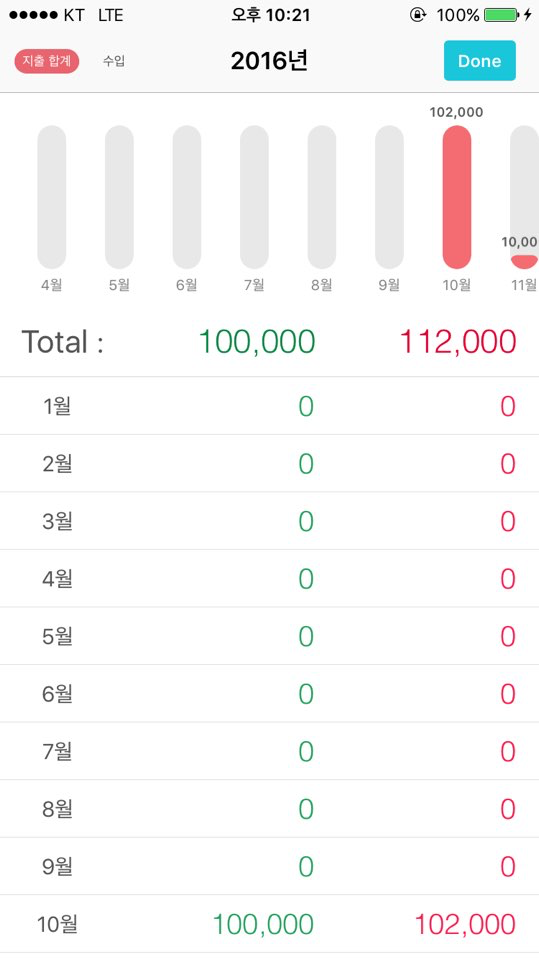 KT LTE 오후 10:21 100%
지출 합계 수입 2016년 Done
102,000
10,00
4월 5월 6월 7월 8월 9월 10월 11월
Total : 100,000 112,000
1월 0 0
2월 0 0
3월 0 0
4월 0 0
5월 0 0
6월 0 0
7월 0 0
8월 0 0
9월 0 0
10월 100,000 102,000